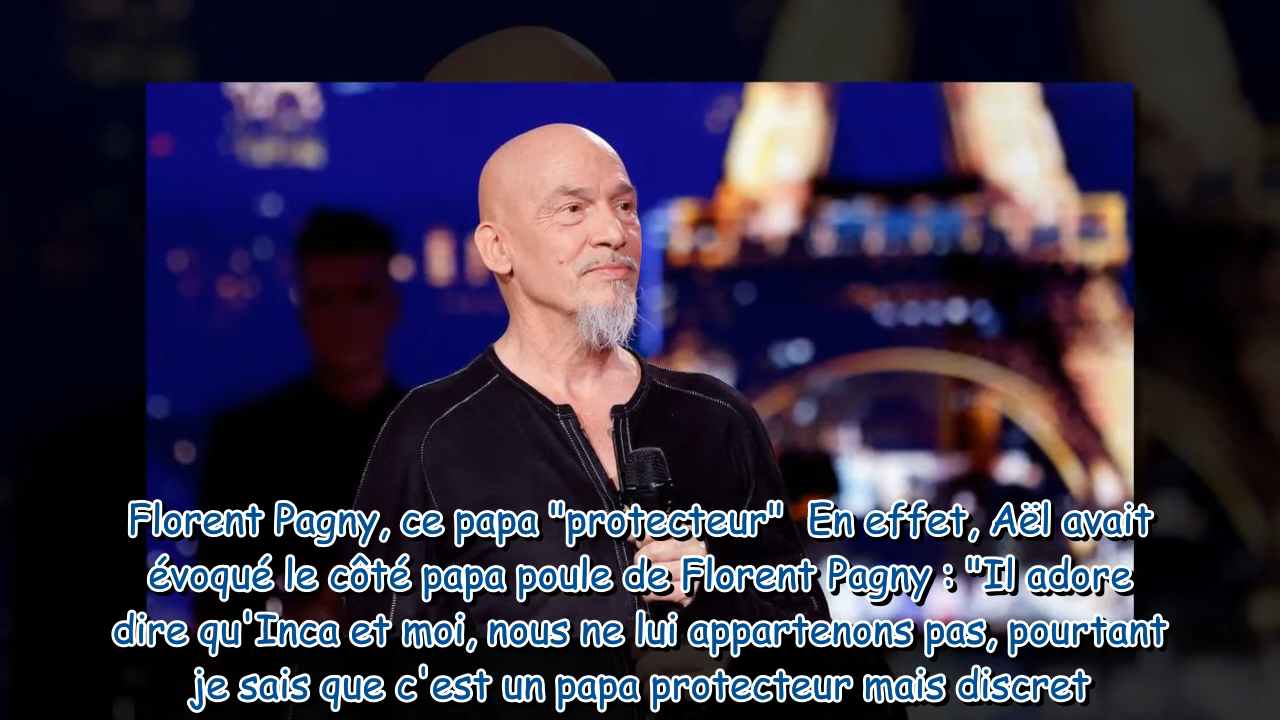 Florent Pagny, ce papa "protecteur"  En effet, Aël avait
évoqué le côté papa poule de Florent Pagny : "Il adore
dire qu'Inca et moi, nous ne lui appartenons pas, pourtant
je sais que c'est un papa protecteur mais discret